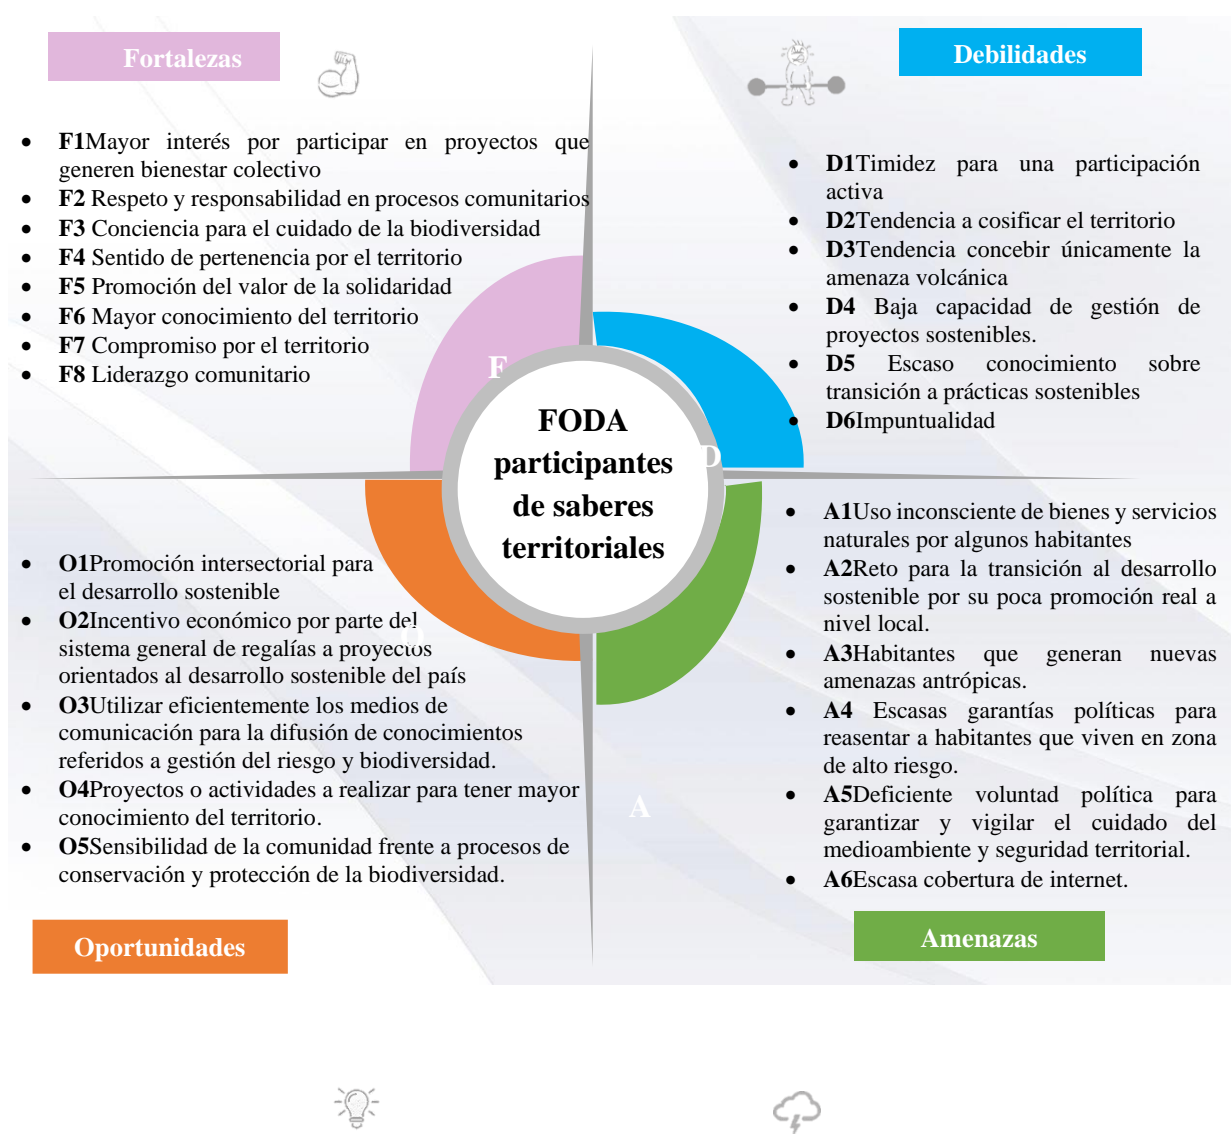 Fortalezas
F1Mayor interés por participar en proyectos que
generen bienestar colectivo
F2 Respeto y responsabilidad en procesos comunitarios
F3 Conciencia para el cuidado de la biodiversidad
F4 Sentido de pertenencia por el territorio
F5 Promoción del valor de la solidaridad
F6 Mayor conocimiento del territorio
F7 Compromiso por el territorio
F8 Liderazgo comunitario
Debilidades
D1Timidez para una participación
activa
D2Tendencia a cosificar el territorio
D3Tendencia concebir únicamente la
amenaza volcánica
D4 Baja capacidad de gestión de
proyectos sostenibles.
D5 Escaso conocimiento sobre
transición a prácticas sostenibles
D6Impuntualidad
F
D
FODA
participantes
de saberes
territoriales
O
A
O1Promoción intersectorial para
el desarrollo sostenible
O2Incentivo económico por parte del
sistema general de regalías a proyectos
orientados al desarrollo sostenible del país
O3Utilizar eficientemente los medios de
comunicación para la difusión de conocimientos
referidos a gestión del riesgo y biodiversidad.
O4Proyectos o actividades a realizar para tener mayor
conocimiento del territorio.
O5Sensibilidad de la comunidad frente a procesos de
conservación y protección de la biodiversidad.
Oportunidades
A1Uso inconsciente de bienes y servicios
naturales por algunos habitantes
A2Reto para la transición al desarrollo
sostenible por su poca promoción real a
nivel local.
A3Habitantes que generan nuevas
amenazas antrópicas.
A4 Escasas garantías políticas para
reasentar a habitantes que viven en zona
de alto riesgo.
A5Deficiente voluntad política para
garantizar y vigilar el cuidado del
medioambiente y seguridad territorial.
A6Escasa cobertura de internet.
Amenazas